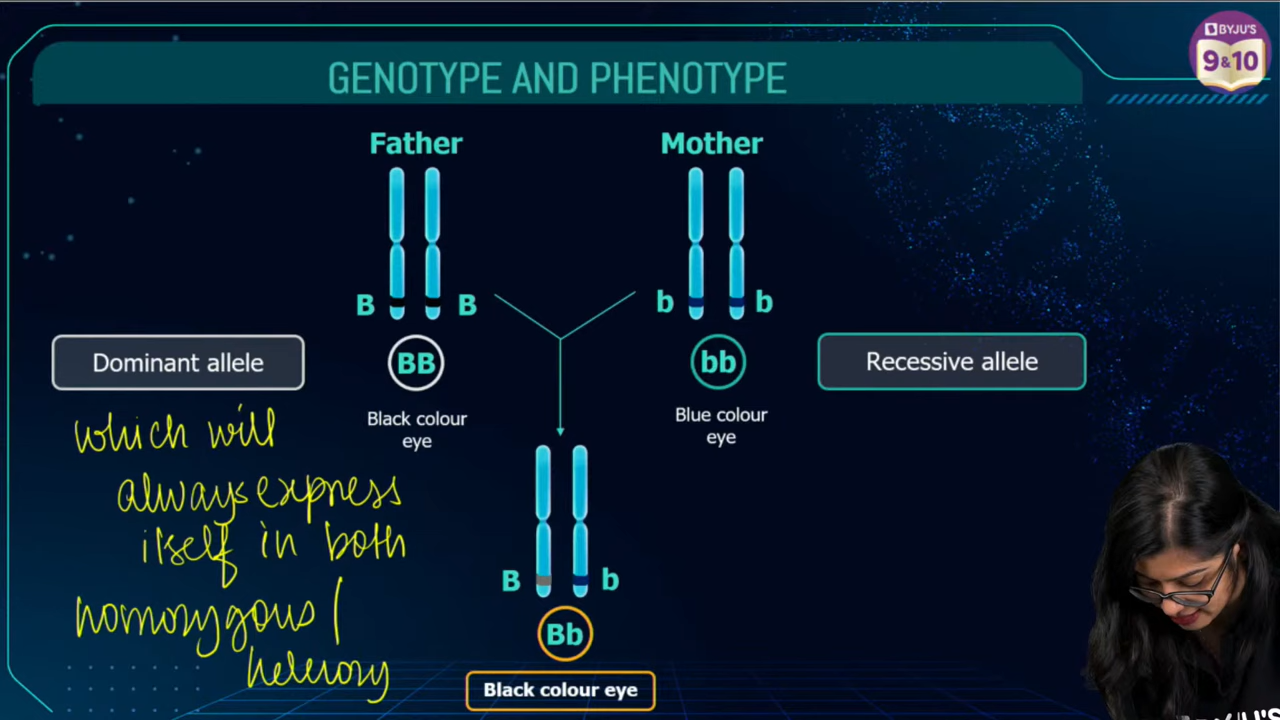 BYJU'S
9&10
GENOTYPE AND PHENOTYPE
Father
Mother
B B
b b
Dominant allele
BB
bb
Recessive allele
Black colour
eye
Blue colour
eye
which will
always express
itself in both
homozygous /
heterozy
B b
Bb
Black colour eye